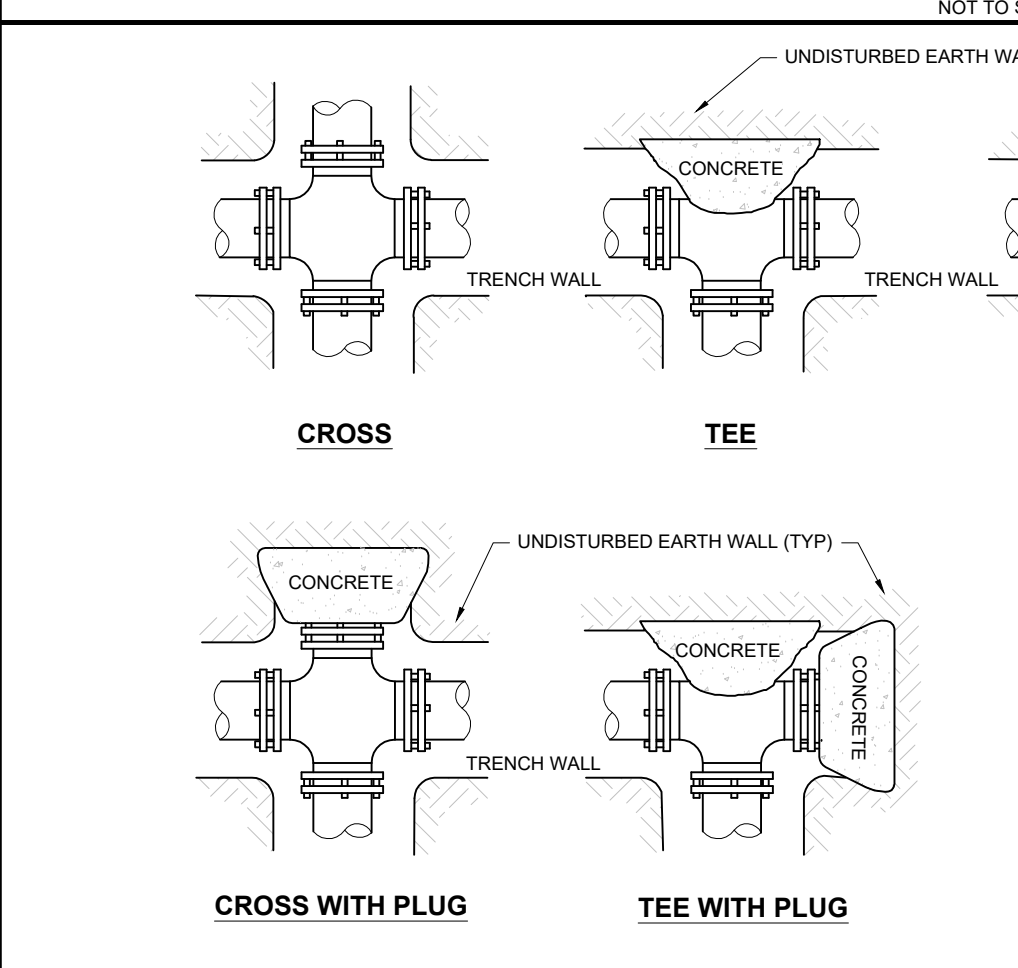 NOT TO
UNDISTURBED EARTH
CONCRETE
TRENCH WALL
TRENCH WALL
CROSS
TEE
UNDISTURBED EARTH WALL (TYP)
CONCRETE
CONCRETE
CONCRETE
TRENCH WALL
CROSS WITH PLUG
TEE WITH PLUG